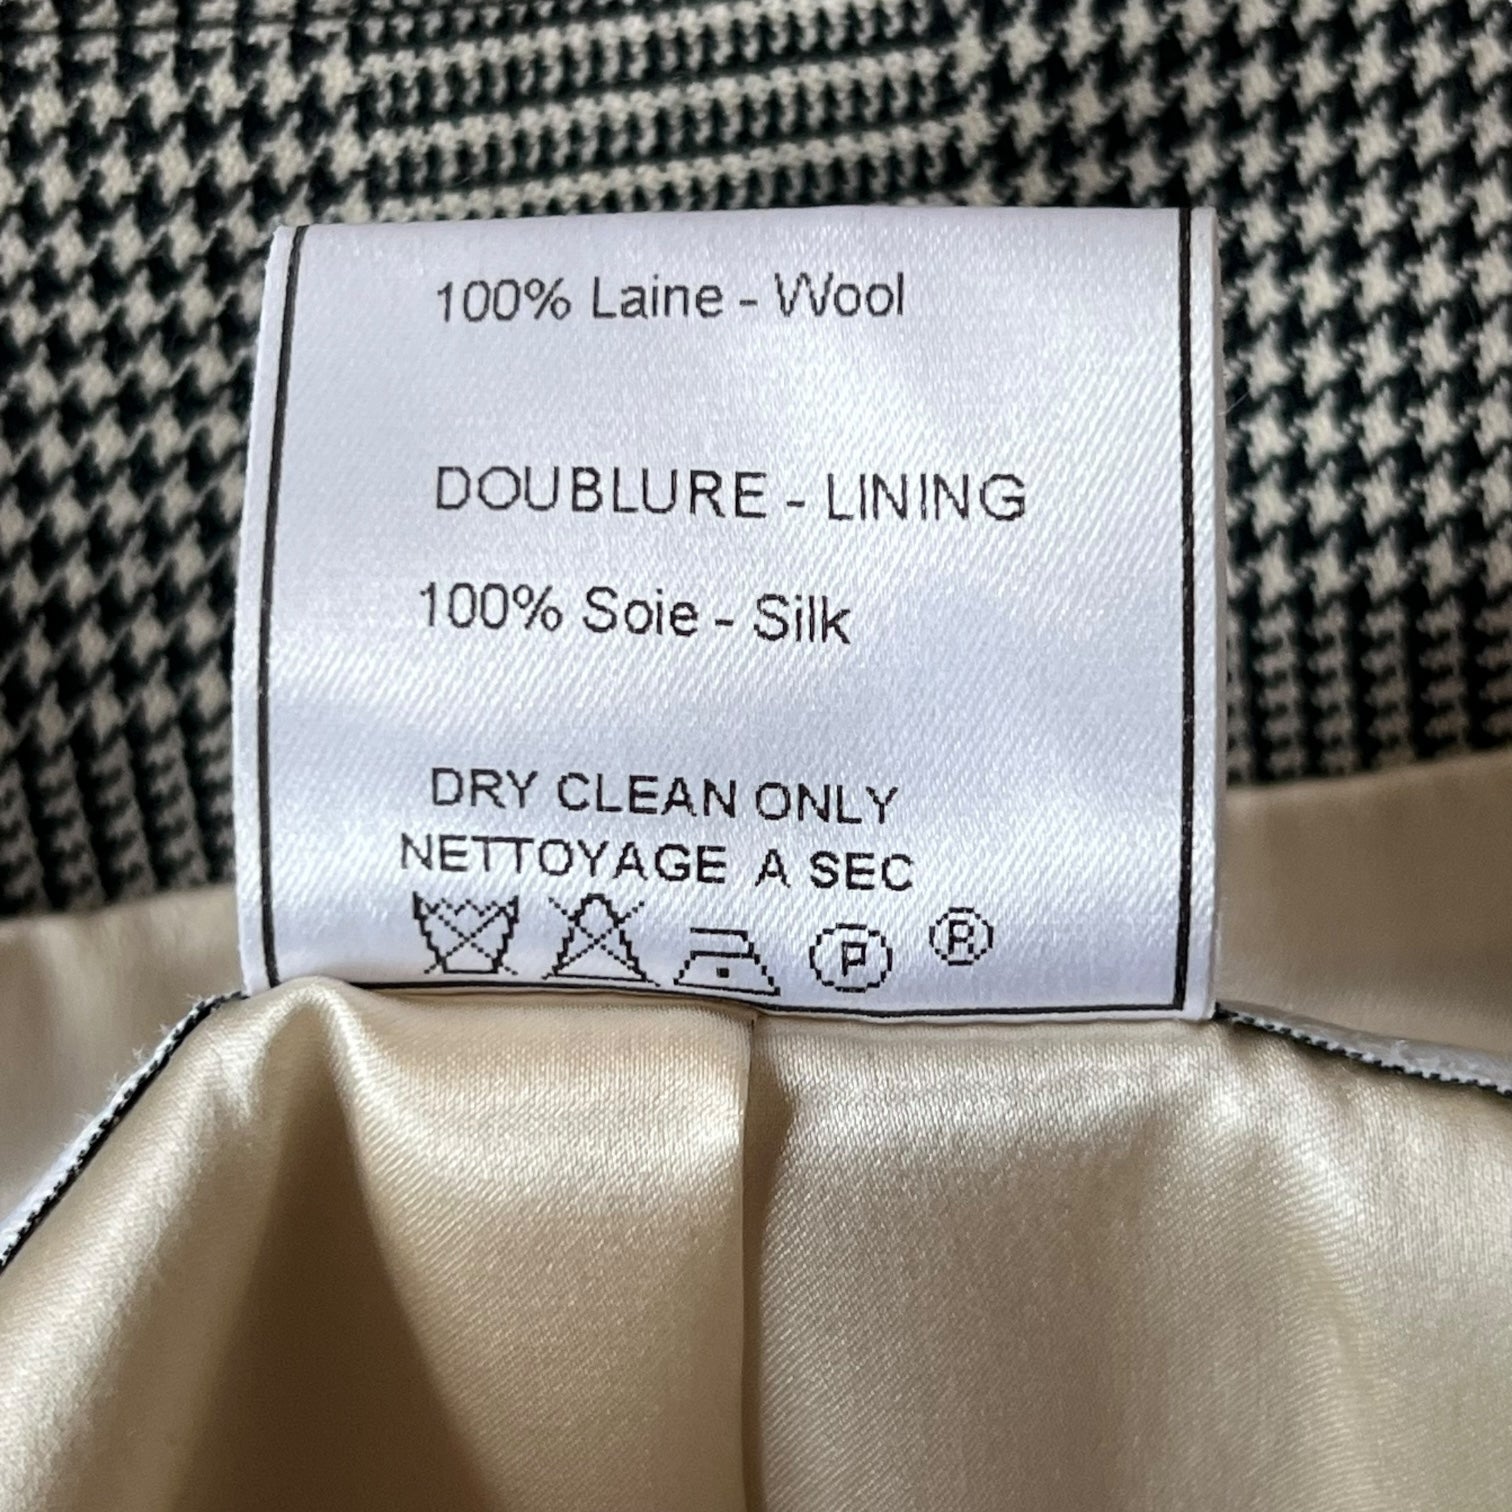 100% Laine - Wool
DOUBLURE - LINING
100% Soie - Silk
DRY CLEAN ONLY
NETTOYAGE A SEC
P ®